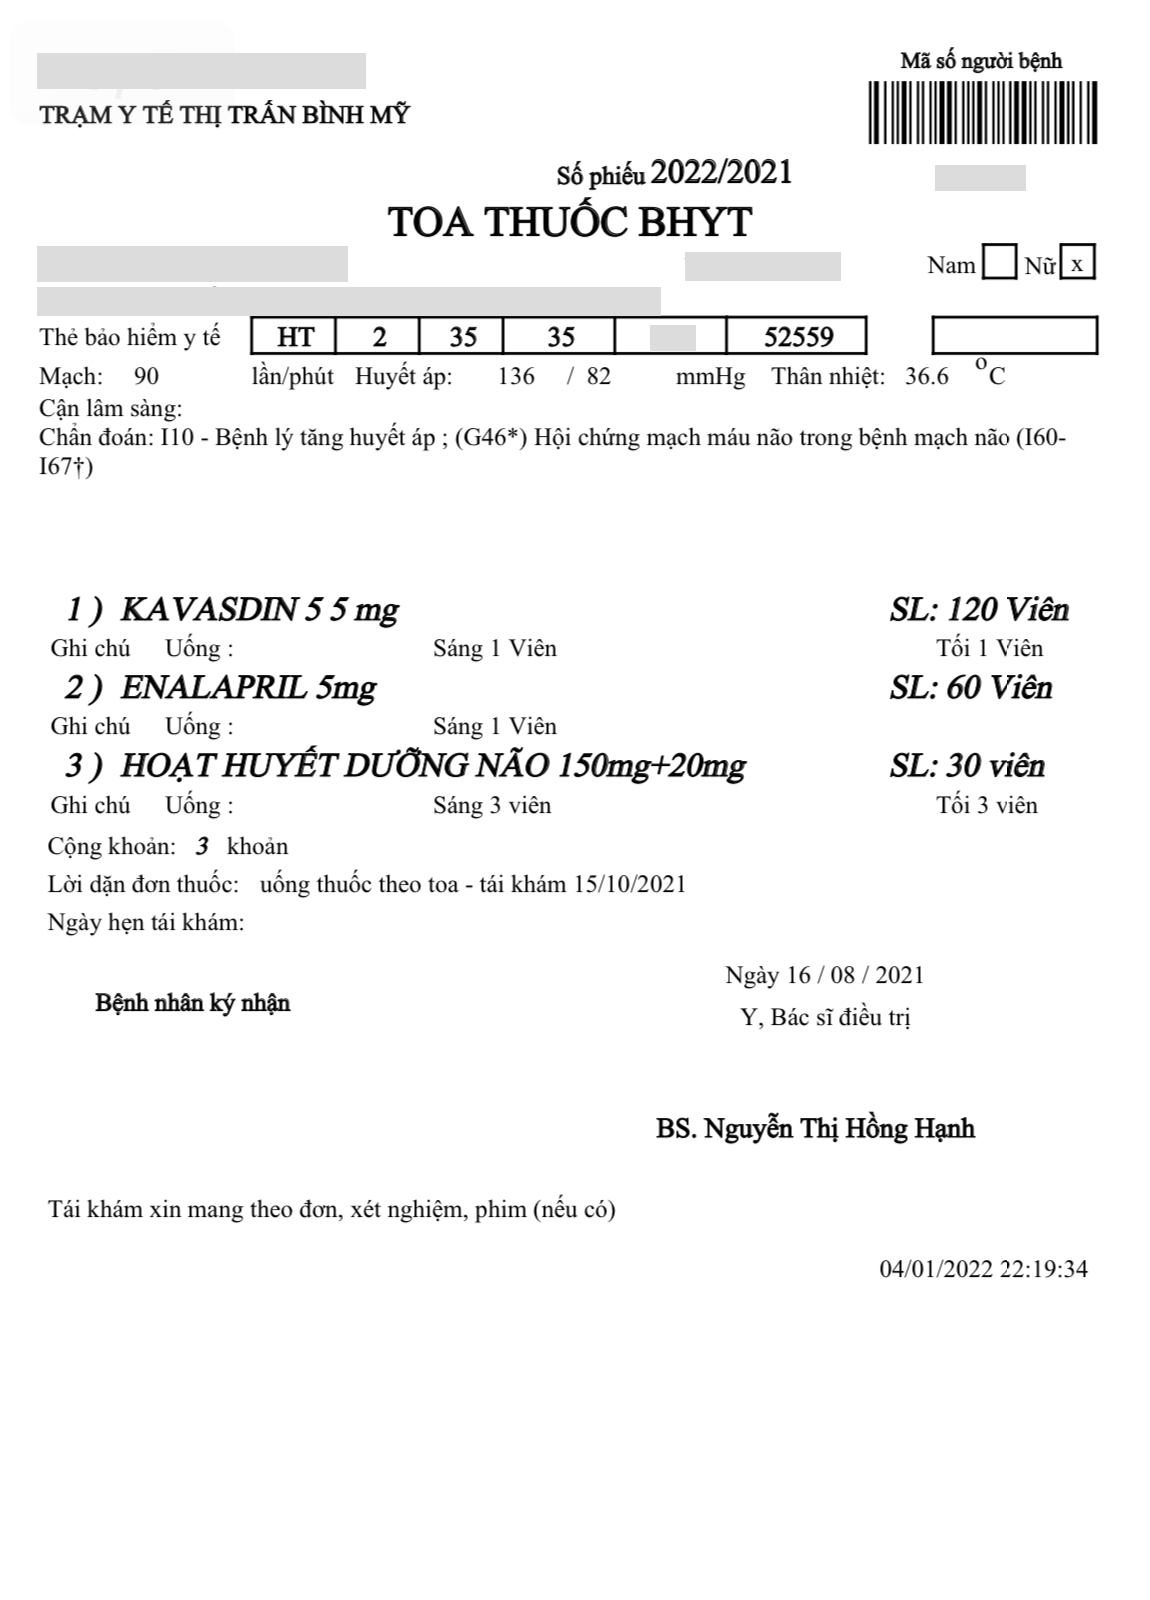 Mã số người bệnh
TRẠM Y TẾ THỊ TRẤN BÌNH MỸ
Số phiếu 2022/2021
TOA THUỐC BHYT
Nam Nữ x
Thẻ bảo hiểm y tế HT 2 35 35 52559
Mạch: 90 lần/phút Huyết áp: 136 / 82 mmHg Thân nhiệt: 36.6 °C
Cận lâm sàng:
Chẩn đoán: I10 - Bệnh lý tăng huyết áp ; (G46*) Hội chứng mạch máu não trong bệnh mạch não (I60-
I67†)
1 ) KAVASDIN 5 5 mg SL: 120 Viên
Ghi chú Uống : Sáng 1 Viên Tối 1 Viên
2 ) ENALAPRIL 5mg SL: 60 Viên
Ghi chú Uống : Sáng 1 Viên
3 ) HOẠT HUYẾT DƯỠNG NÃO 150mg+20mg SL: 30 viên
Ghi chú Uống : Sáng 3 viên Tối 3 viên
Cộng khoản: 3 khoản
Lời dặn đơn thuốc: uống thuốc theo toa - tái khám 15/10/2021
Ngày hẹn tái khám:
Ngày 16 / 08 / 2021
Bệnh nhân ký nhận
Y, Bác sĩ điều trị
BS. Nguyễn Thị Hồng Hạnh
Tái khám xin mang theo đơn, xét nghiệm, phim (nếu có)
04/01/2022 22:19:34